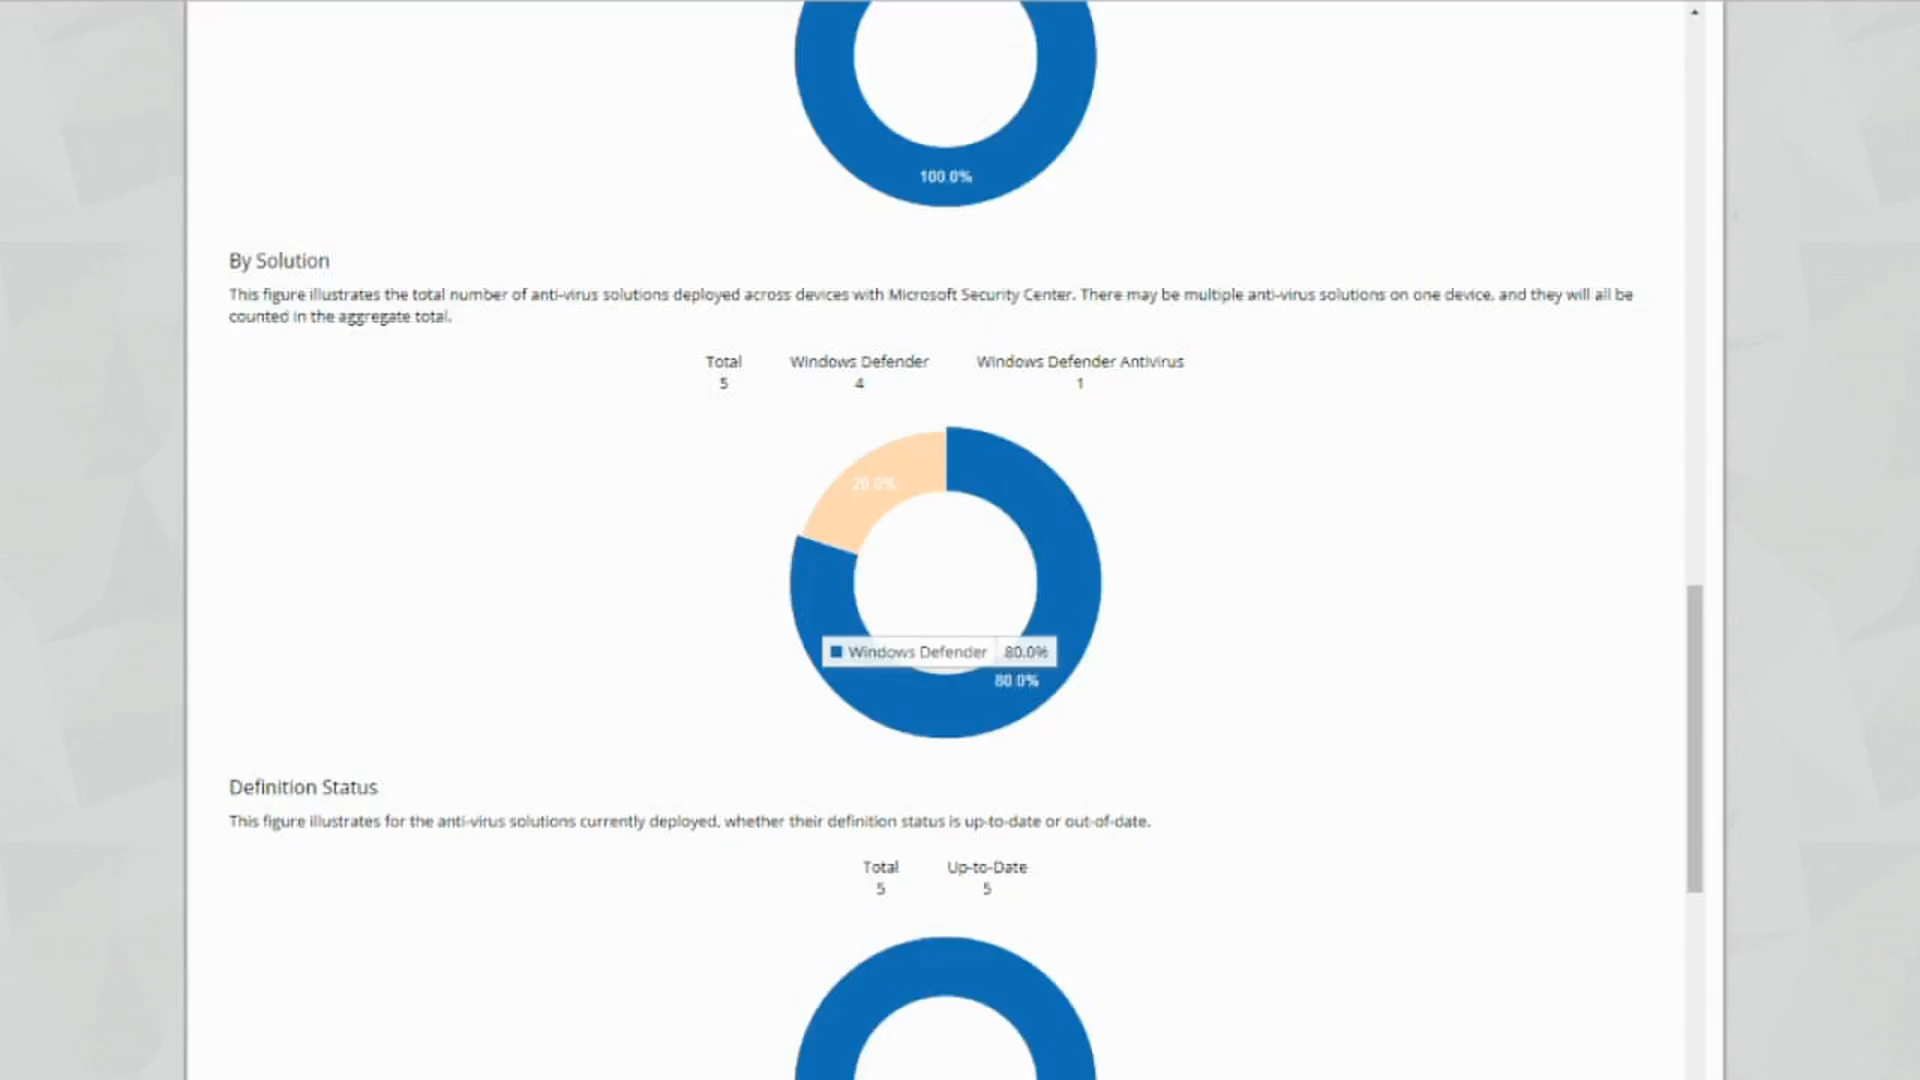 100.0%
By Solution
This figure illustrates the total number of anti-virus solutions deployed across devices with Microsoft Security Center. There may be multiple anti-virus solutions on one device, and they will all be
counted in the aggregate total.
Total Windows Defender Windows Defender Antivirus
5 4 1
20.0%
Windows Defender 80.0%
80.0%
Definition Status
This figure illustrates for the anti-virus solutions currently deployed, whether their definition status is up-to-date or out-of-date.
Total Up-to-Date
5 5